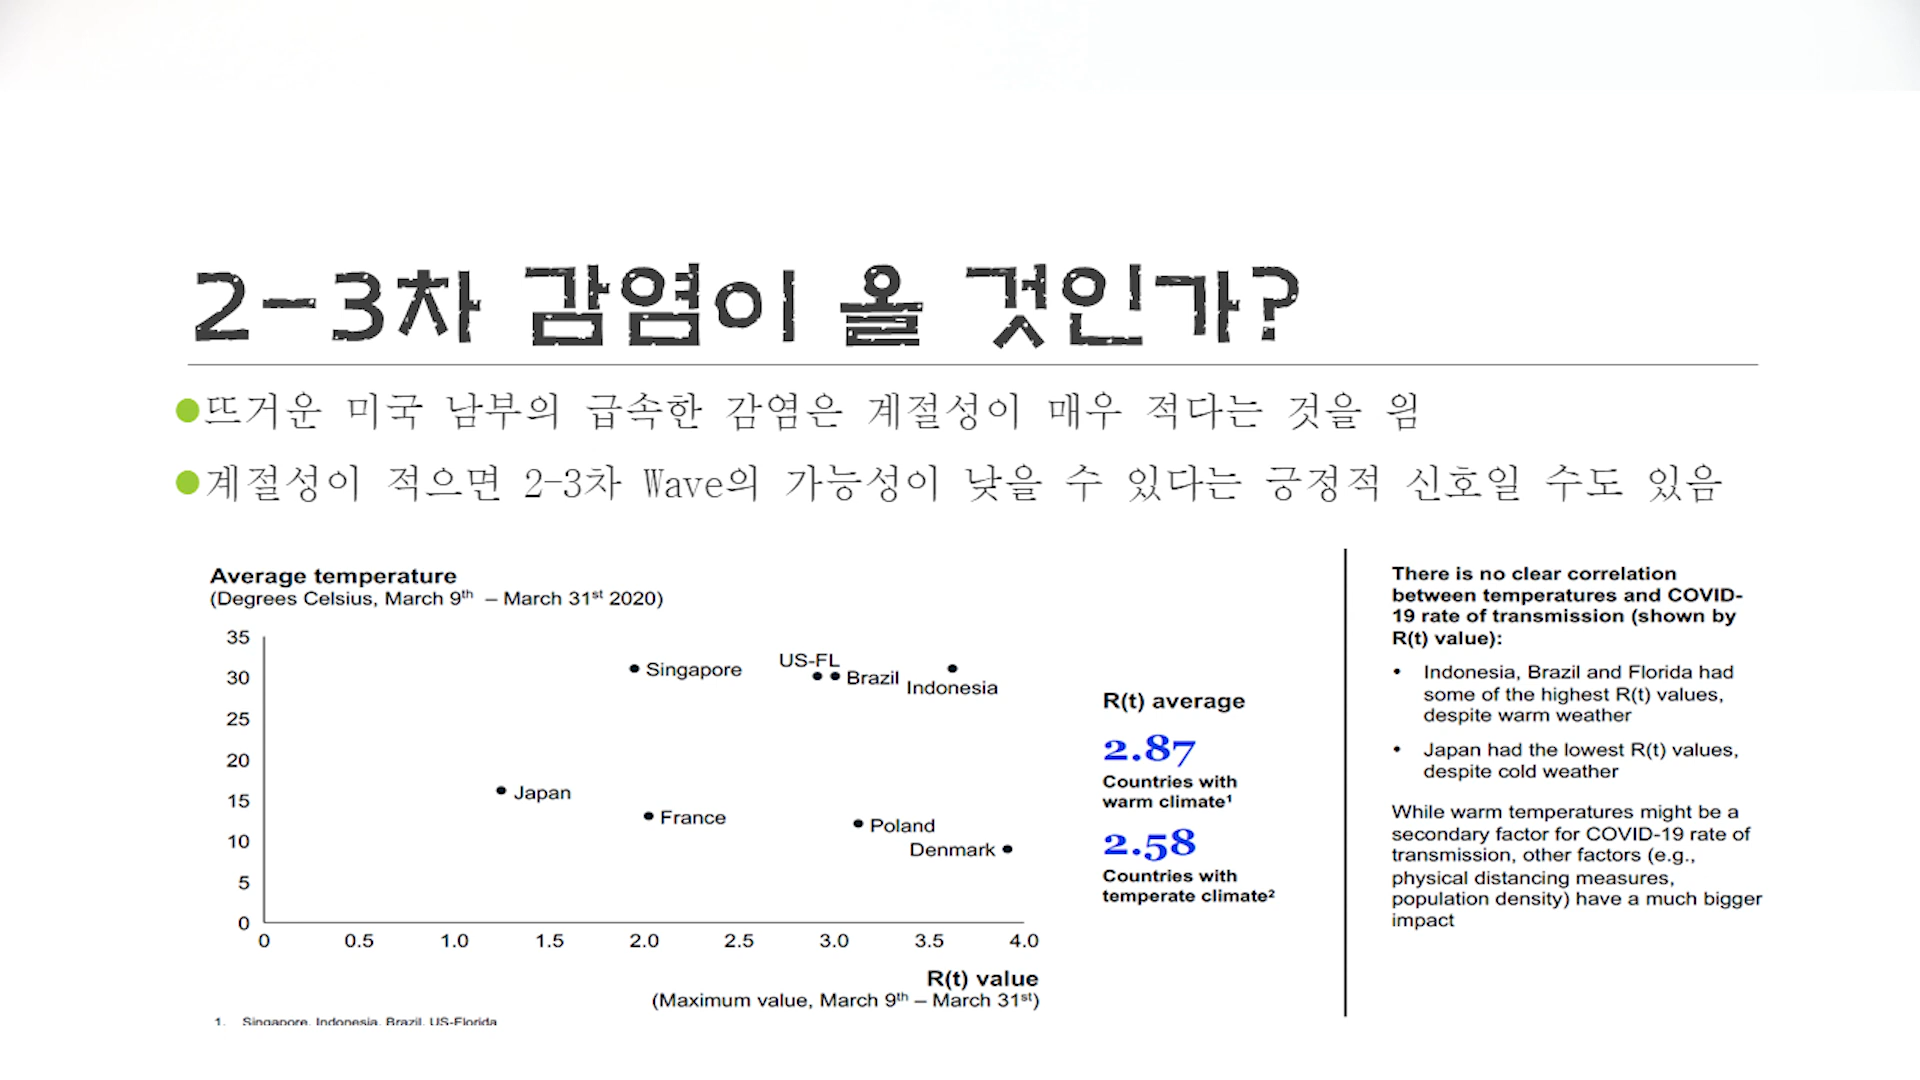 2-3차 감염이 올 것인가?
뜨거운 미국 남부의 급속한 감염은 계절성이 매우 적다는 것을 윔
계절성이 적으면 2-3차 Wave의 가능성이 낮을 수 있다는 긍정적 신호일 수도 있음
Average temperature
(Degrees Celsius, March 9th – March 31st 2020)
35
30
25
20
15
10
5
0
Singapore
US-FL
Brazil
Indonesia
Japan
France
Poland
Denmark
0 0.5 1.0 1.5 2.0 2.5 3.0 3.5 4.0
R(t) value
(Maximum value, March 9th – March 31st)
1. Singapore, Indonesia, Brazil, US-Florida
R(t) average
2.87
Countries with
warm climate1
2.58
Countries with
temperate climate2
There is no clear correlation
between temperatures and COVID-
19 rate of transmission (shown by
R(t) value):
• Indonesia, Brazil and Florida had
some of the highest R(t) values,
despite warm weather
• Japan had the lowest R(t) values,
despite cold weather
While warm temperatures might be a
secondary factor for COVID-19 rate of
transmission, other factors (e.g.,
physical distancing measures,
population density) have a much bigger
impact